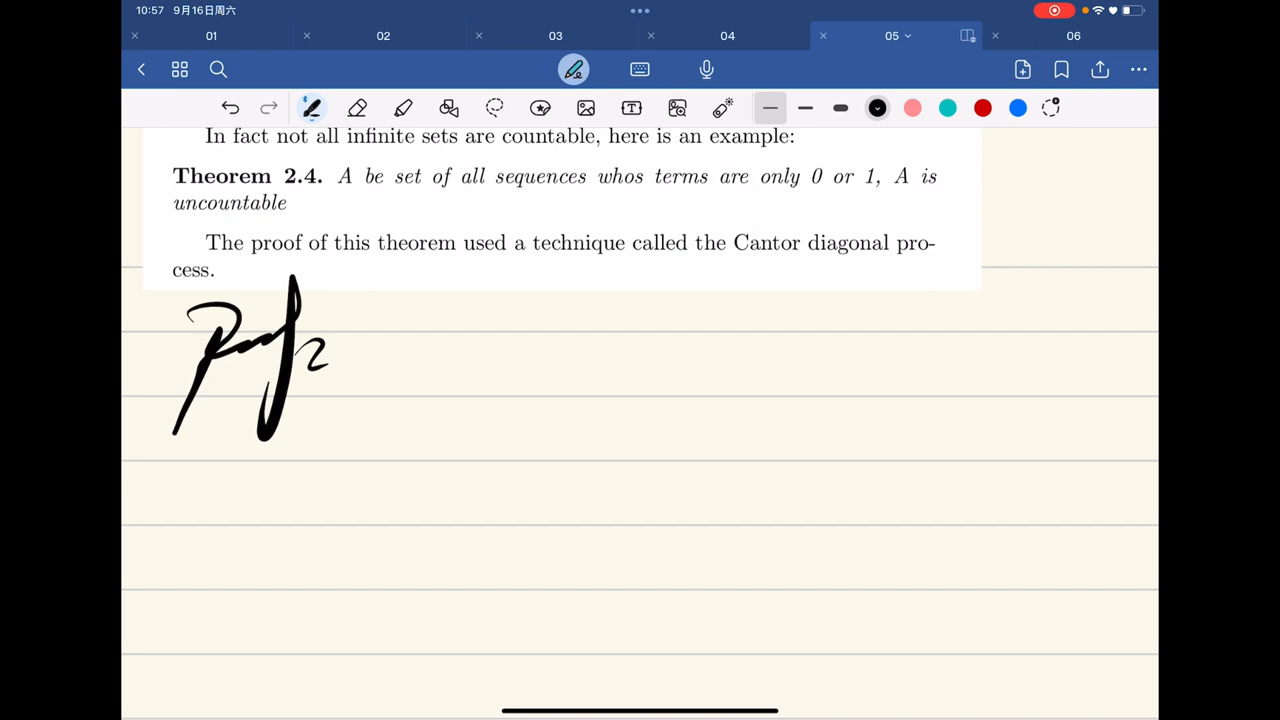 10:57 9月16日周六
01 02 03 04 05 06
In fact not all infinite sets are countable, here is an example:
Theorem 2.4. A be set of all sequences whos terms are only 0 or 1, A is
uncountable
The proof of this theorem used a technique called the Cantor diagonal pro-
cess.
Proof: